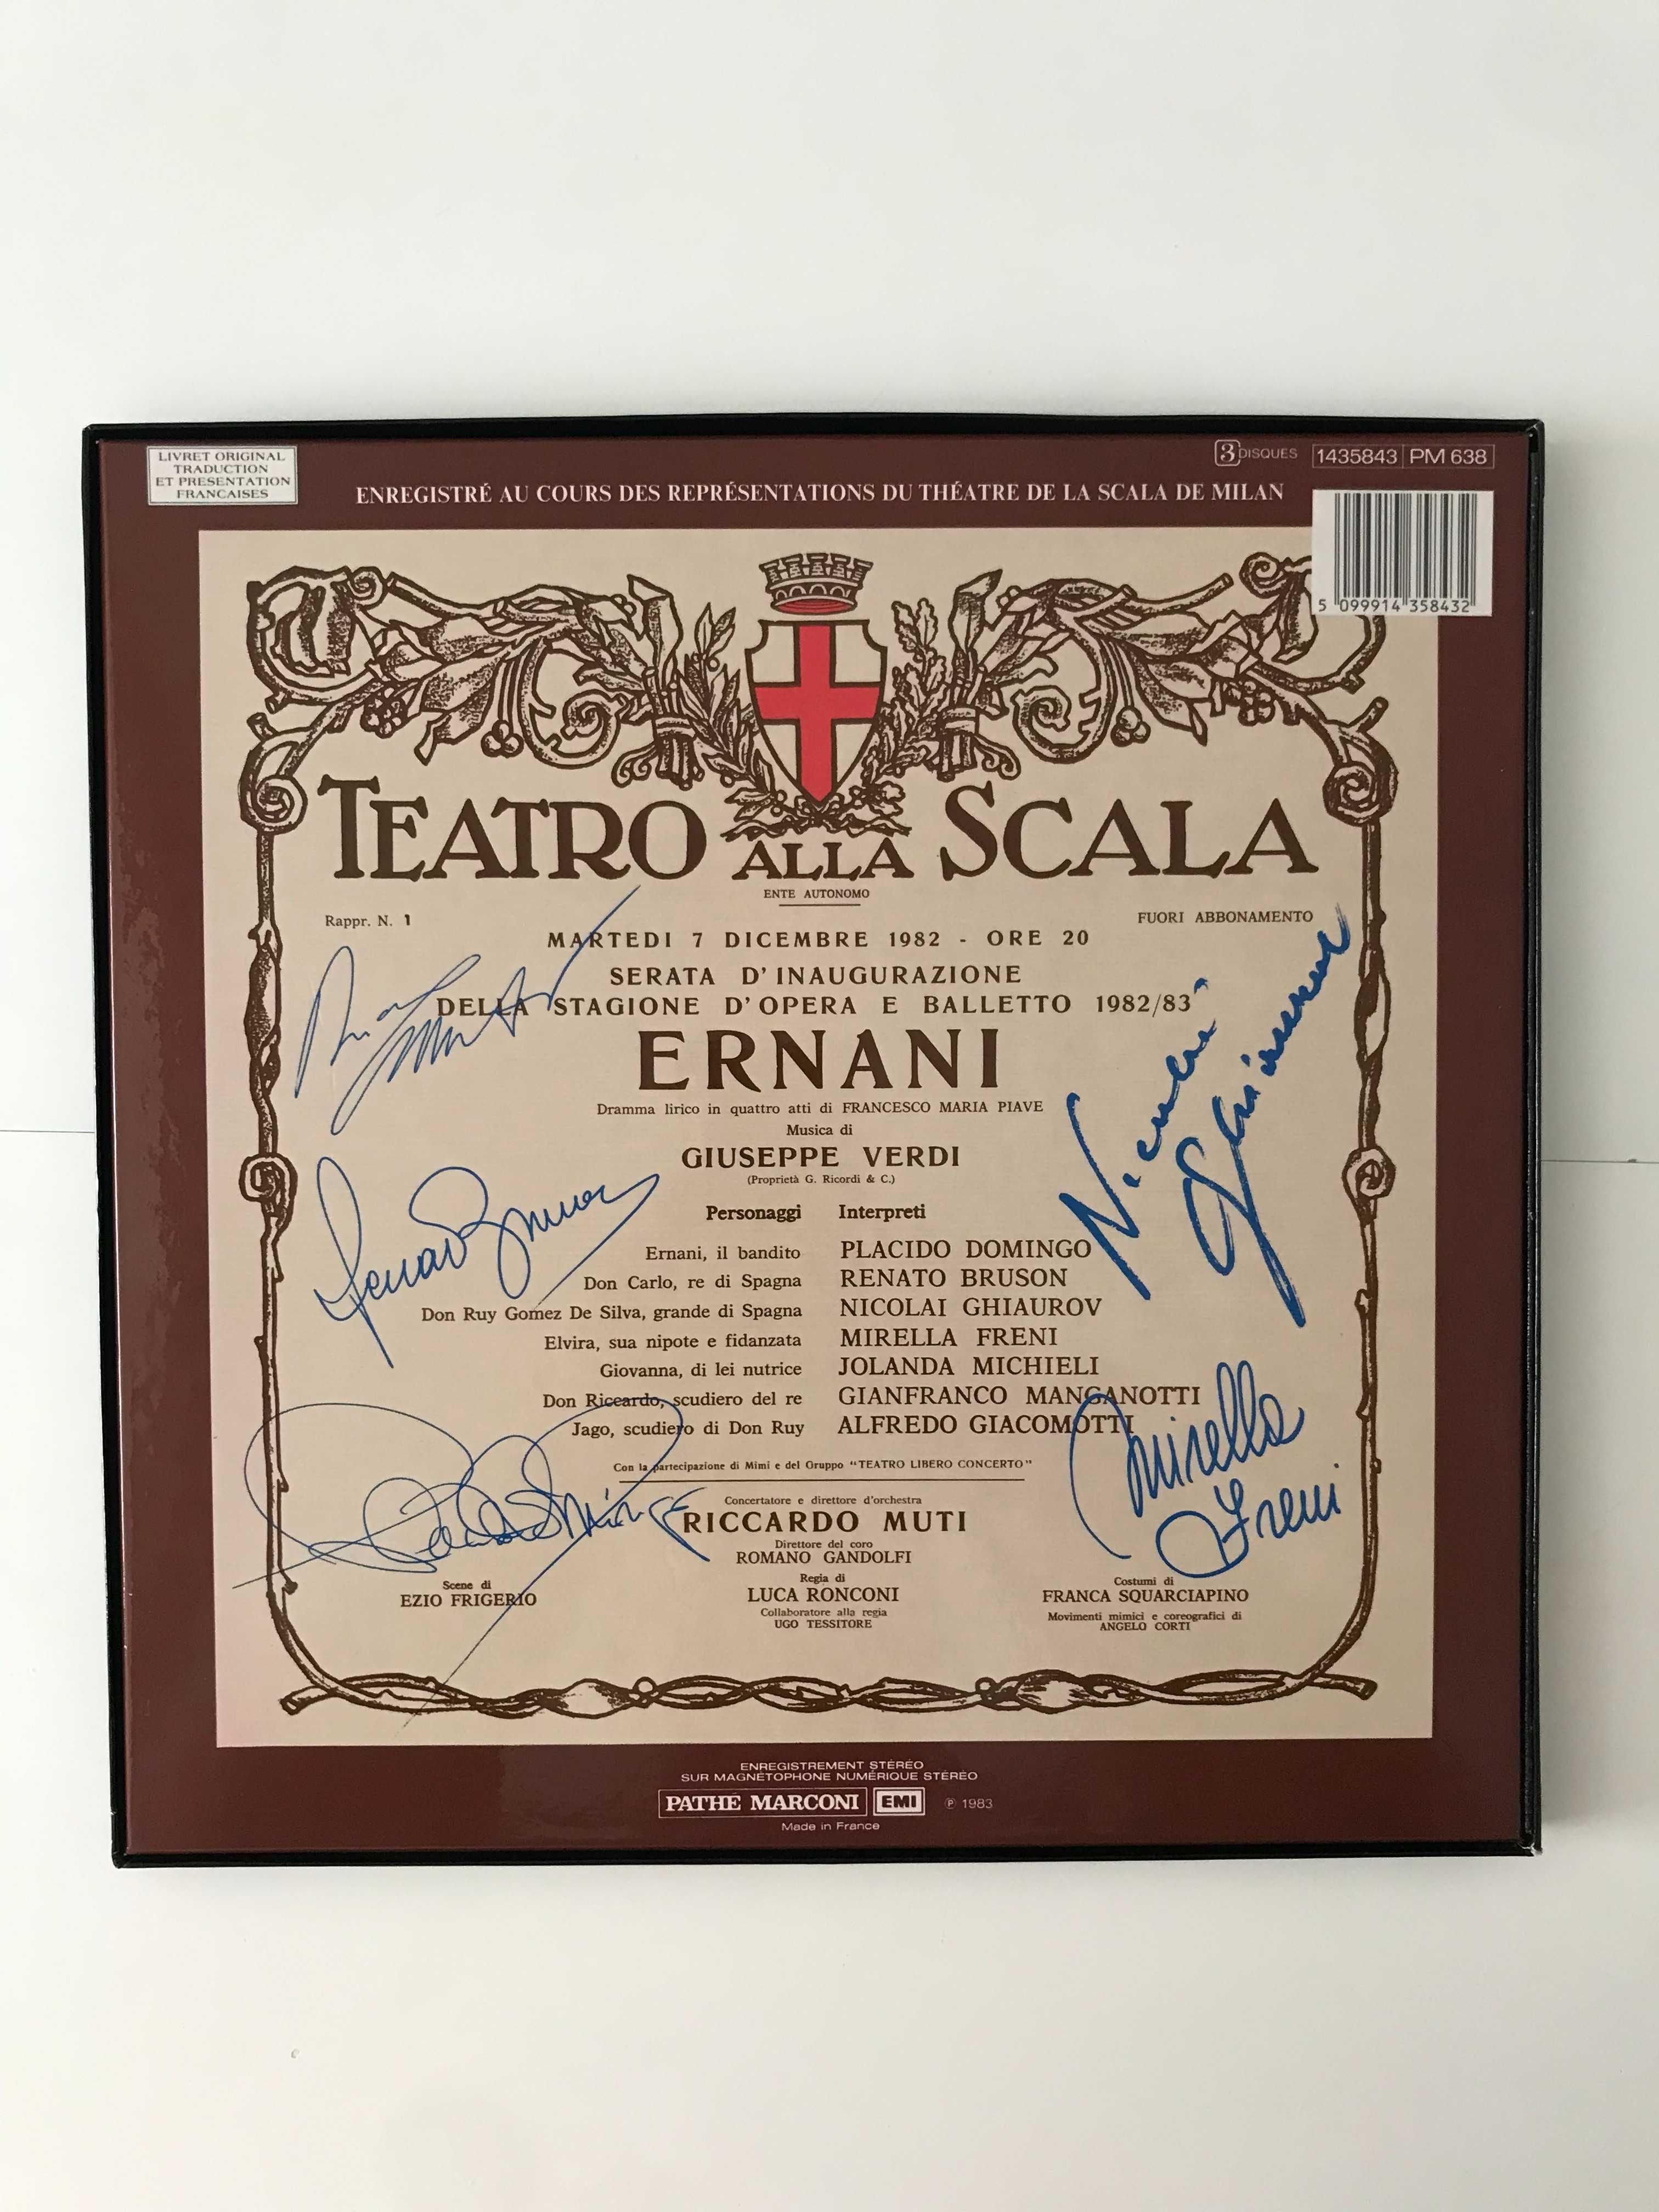 LIVRET ORIGINAL
TRADUCTION
ET PRESENTATION
FRANCAISES
3 DISQUES 1435843 PM 638
ENREGISTRÉ AU COURS DES REPRÉSENTATIONS DU THÉATRE DE LA SCALA DE MILAN
5 099914 358432
TEATRO ALLA SCALA
ENTE AUTONOMO
Rappr. N. 1
FUORI ABBONAMENTO
MARTEDI 7 DICEMBRE 1982 - ORE 20
SERATA D'INAUGURAZIONE
DELLA STAGIONE D'OPERA E BALLETTO 1982/83
ERNANI
Dramma lirico in quattro atti di FRANCESCO MARIA PIAVE
Musica di
GIUSEPPE VERDI
(Proprietà G. Ricordi & C.)
Personaggi Interpreti
Ernani, il bandito PLACIDO DOMINGO
Don Carlo, re di Spagna RENATO BRUSON
Don Ruy Gomez De Silva, grande di Spagna NICOLAI GHIAUROV
Elvira, sua nipote e fidanzata MIRELLA FRENI
Giovanna, di lei nutrice JOLANDA MICHIELI
Don Riccardo, scudiero del re GIANFRANCO MANGANOTTI
Jago, scudiero di Don Ruy ALFREDO GIACOMOTTI
Mirella
Freni
Con la partecipazione di Mimi e del Gruppo "TEATRO LIBERO CONCERTO"
Concertatore e direttore d'orchestra
RICCARDO MUTI
Direttore del coro
ROMANO GANDOLFI
Scene di
EZIO FRIGERIO
Regia di
LUCA RONCONI
Collaboratore alla regia
UGO TESSITORE
Costumi di
FRANCA SQUARCIAPINO
Movimenti mimici e coreografici di
ANGELO CORTI
ENREGISTREMENT STÉRÉO
SUR MAGNÉTOPHONE NUMÉRIQUE STÉRÉO
PATHÉ MARCONI EMI ℗ 1983
Made in France